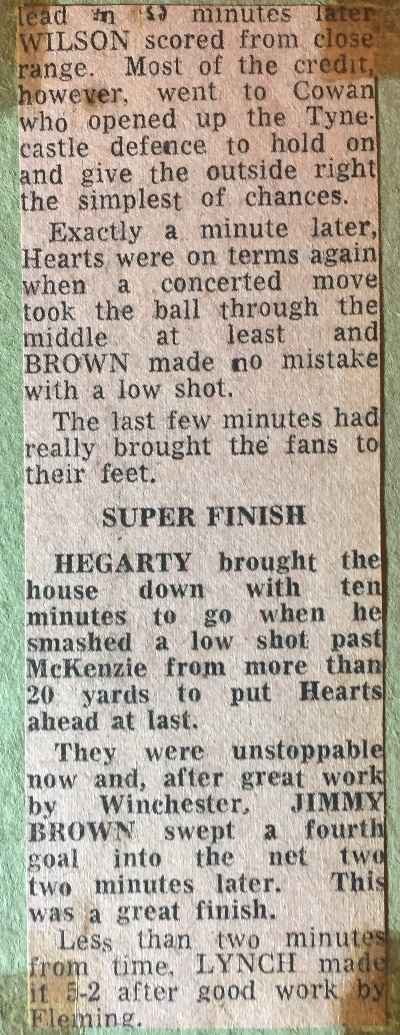 lead in minutes later
WILSON scored from close
range. Most of the credit,
however, went to Cowan
who opened up the Tyne-
castle defence to hold on
and give the outside right
the simplest of chances.
Exactly a minute later,
Hearts were on terms again
when a concerted move
took the ball through the
middle at least and
BROWN made no mistake
with a low shot.
The last few minutes had
really brought the fans to
their feet.
SUPER FINISH
HEGARTY brought the
house down with ten
minutes to go when he
smashed a low shot past
McKenzie from more than
20 yards to put Hearts
ahead at last.
They were unstoppable
now and, after great work
by Winchester, JIMMY
BROWN swept a fourth
goal into the net two
two minutes later. This
was a great finish.
Less than two minutes
from time, LYNCH made
it 5-2 after good work by
Fleming.